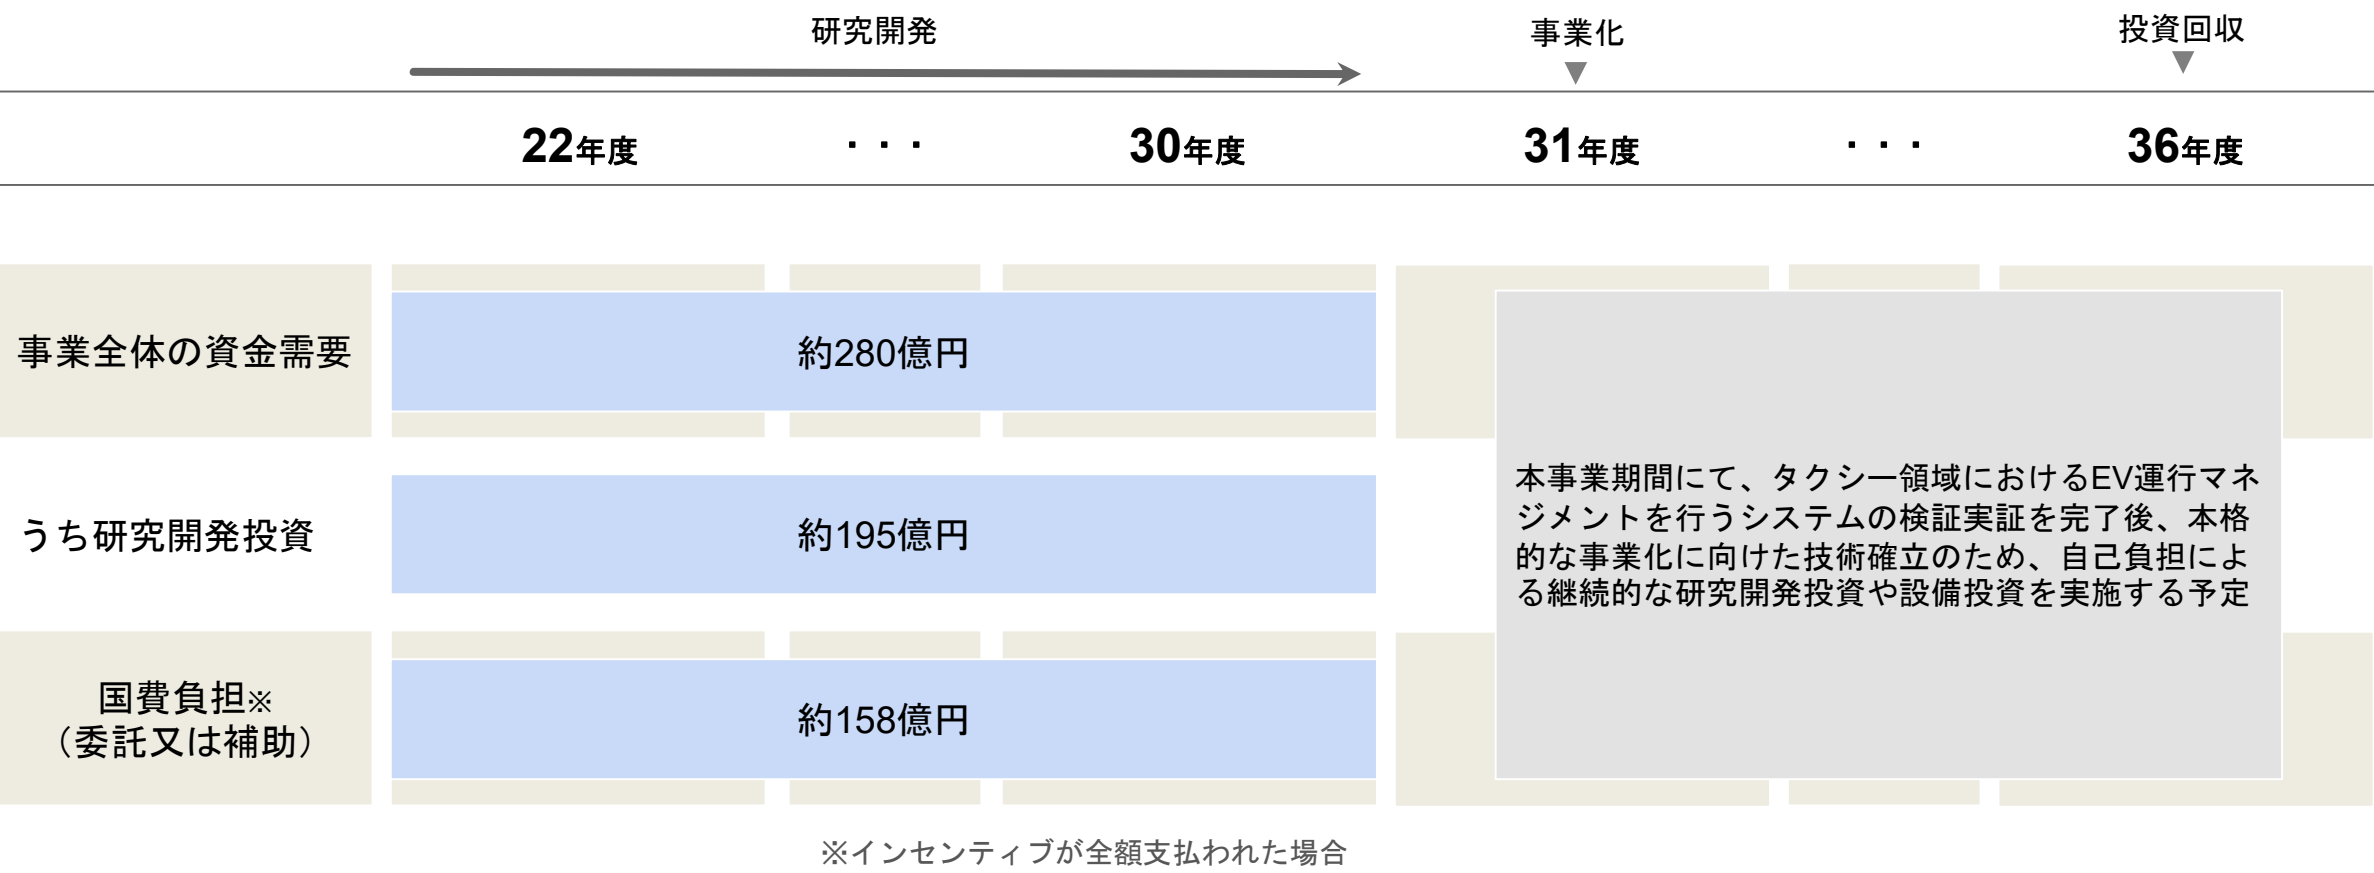 研究開発
事業化
投資回収
22年度
・・・
30年度
31年度
・・・
36年度
事業全体の資金需要
約280億円
うち研究開発投資
約195億円
国費負担※
（委託又は補助）
約158億円
本事業期間にて、タクシー領域におけるEV運行マネ
ジメントを行うシステムの検証実証を完了後、本格
的な事業化に向けた技術確立のため、自己負担によ
る継続的な研究開発投資や設備投資を実施する予定
※インセンティブが全額支払われた場合